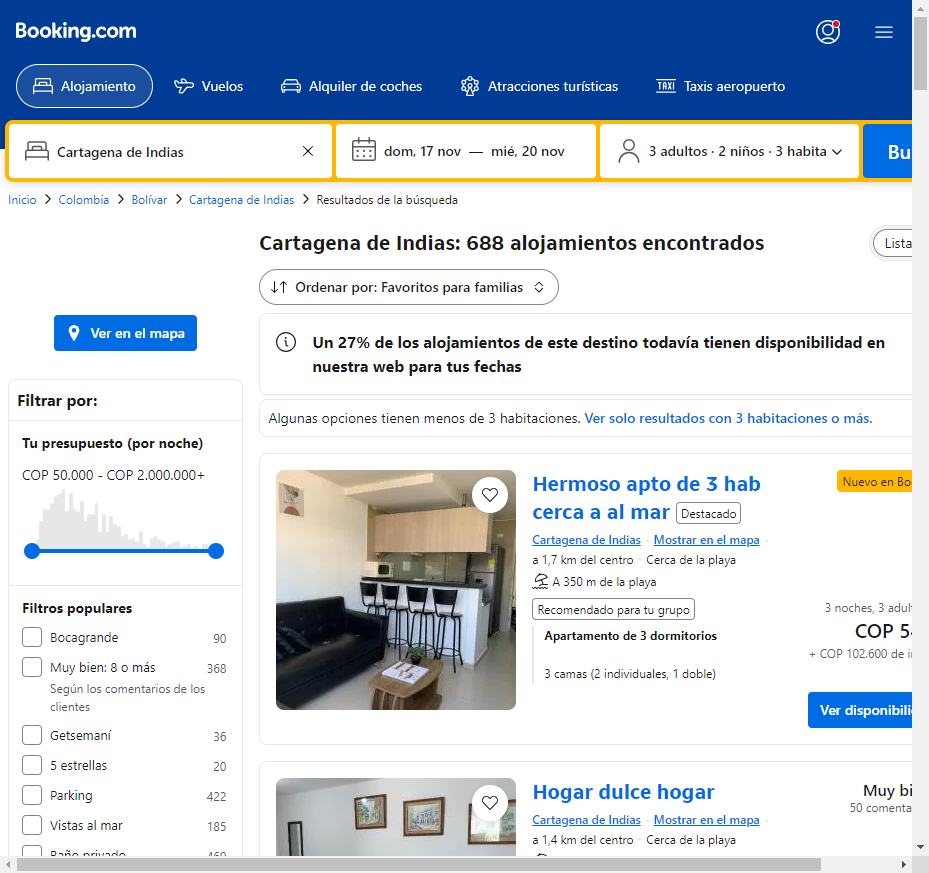 Booking.com
Alojamiento
Vuelos
Alquiler de coches
Atracciones turísticas
TAXI
Taxis aeropuerto
Cartagena de Indias
dom, 17 nov — mié, 20 nov
3 adultos · 2 niños · 3 habita
Bu
Inicio
Colombia
Bolívar
Cartagena de Indias
Resultados de la búsqueda
Cartagena de Indias: 688 alojamientos encontrados
Lista
Ordenar por: Favoritos para familias
Ver en el mapa
Un 27% de los alojamientos de este destino todavía tienen disponibilidad en
nuestra web para tus fechas
Algunas opciones tienen menos de 3 habitaciones. Ver solo resultados con 3 habitaciones o más.
Filtrar por:
Tu presupuesto (por noche)
COP 50.000 - COP 2.000.000+
Filtros populares
Bocagrande 90
Muy bien: 8 o más 368
Según los comentarios de los
clientes
Getsemaní 36
5 estrellas 20
Parking 422
Vistas al mar 185
Baño privado 460
Hermoso apto de 3 hab
cerca a al mar Destacado
Nuevo en Bo
Cartagena de Indias · Mostrar en el mapa
a 1,7 km del centro · Cerca de la playa
A 350 m de la playa
Recomendado para tu grupo
Apartamento de 3 dormitorios
3 camas (2 individuales, 1 doble)
3 noches, 3 adult
COP 54
+ COP 102.600 de i
Ver disponibili
Hogar dulce hogar
Muy bi
50 comenta
Cartagena de Indias · Mostrar en el mapa
a 1,4 km del centro · Cerca de la playa